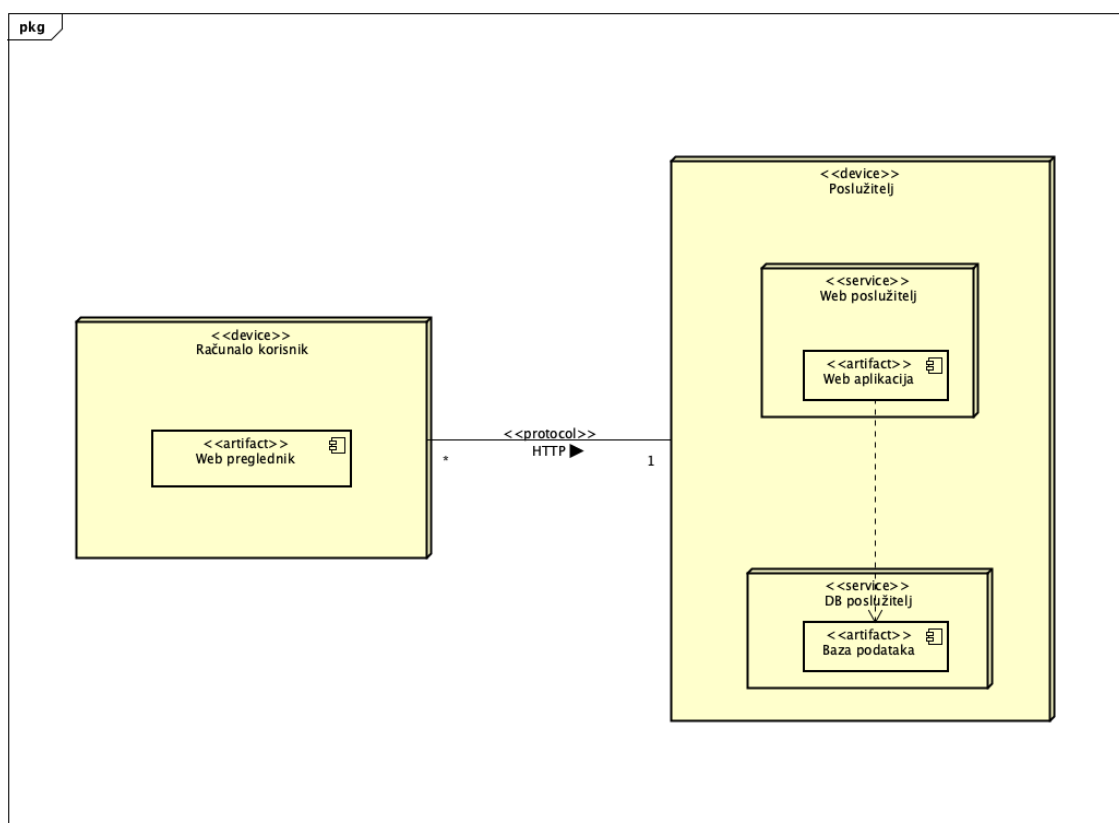 pkg
<<device>>
Računalo korisnik
<<artifact>>
Web preglednik
<<protocol>>
HTTP
*
1
<<device>>
Poslužitelj
<<service>>
Web poslužitelj
<<artifact>>
Web aplikacija
<<service>>
DB poslužitelj
<<artifact>>
Baza podataka